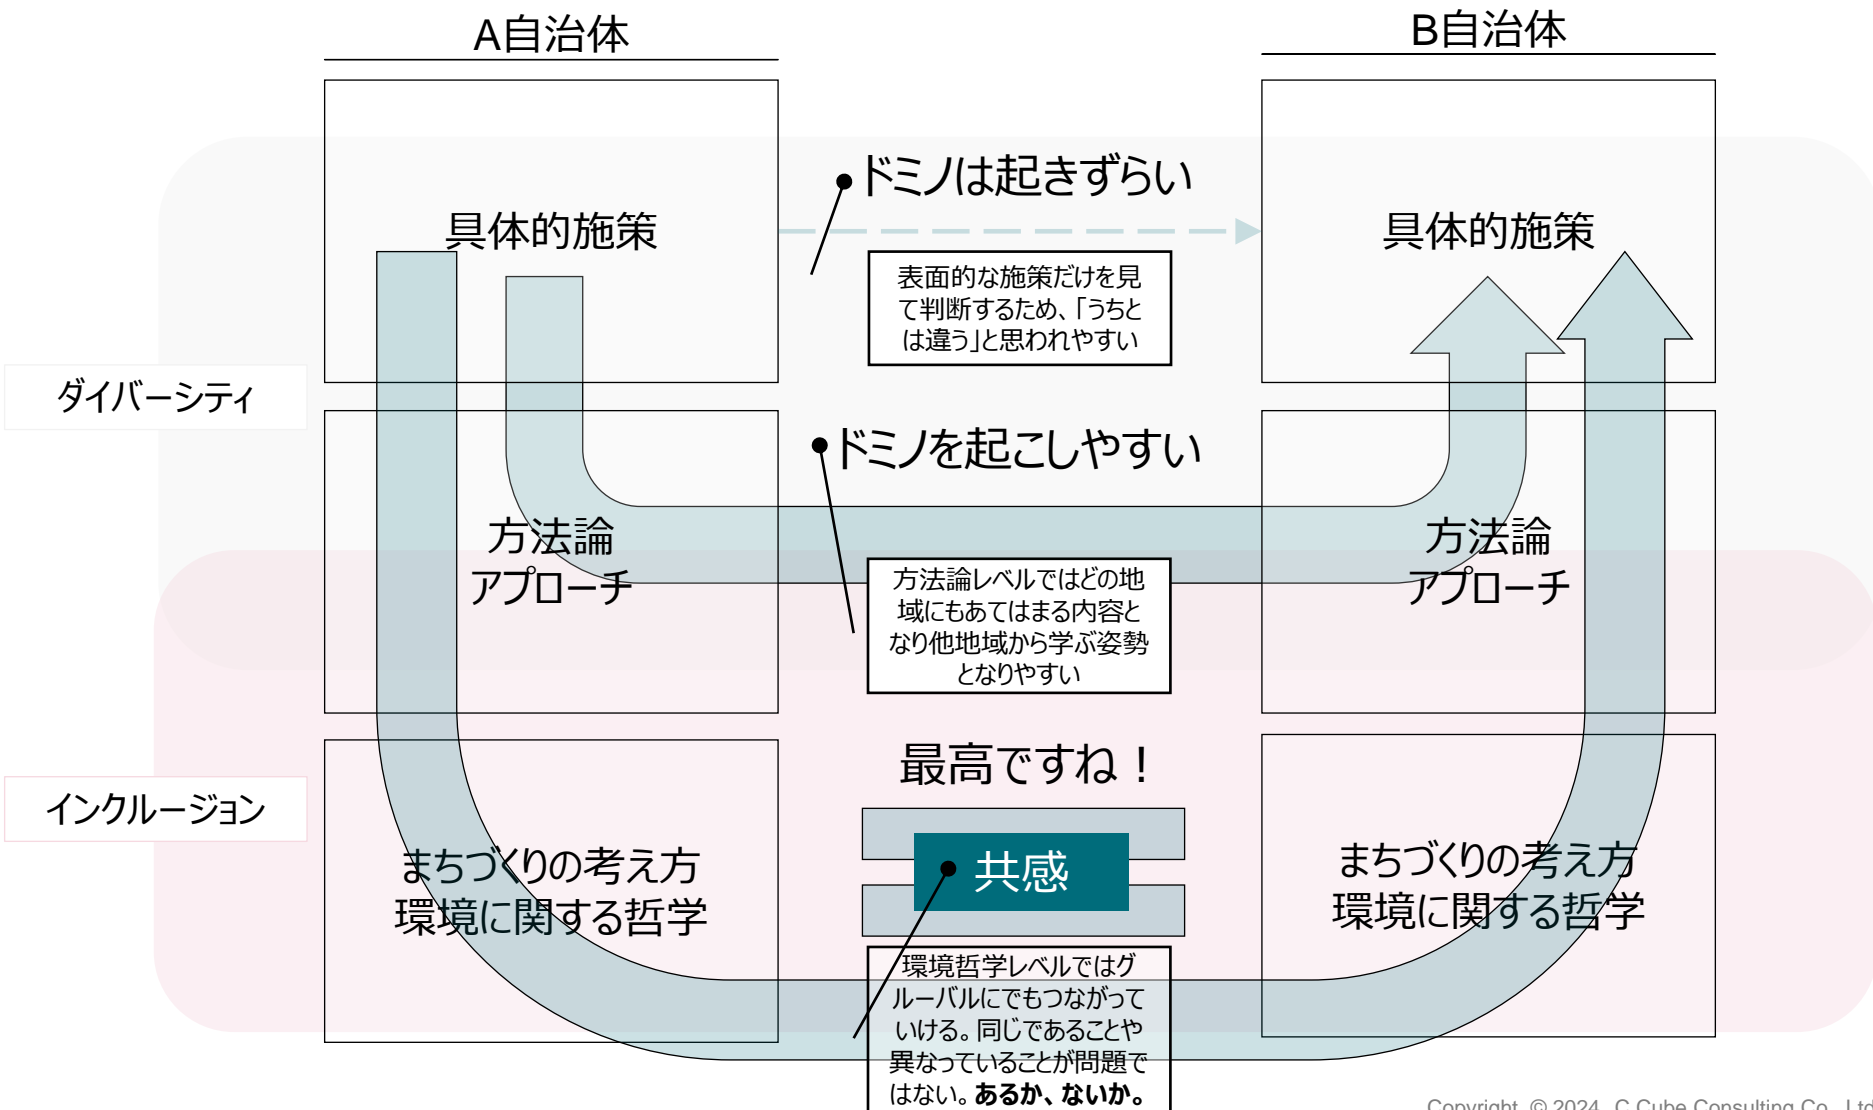 A自治体
B自治体
ドミノは起きずらい
具体的施策
具体的施策
表面的な施策だけを見
て判断するため、「うちと
は違う」と思われやすい
ダイバーシティ
ドミノを起こしやすい
方法論
アプローチ
方法論
アプローチ
方法論レベルではどの地
域にもあてはまる内容と
なり他地域から学ぶ姿勢
となりやすい
最高ですね！
インクルージョン
共感
まちづくりの考え方
環境に関する哲学
まちづくりの考え方
環境に関する哲学
環境哲学レベルではグ
ルーバルにでもつながって
いける。同じであることや
異なっていることが問題で
はない。あるか、ないか。
Copyright © 2024 C Cube Consulting Co., Ltd